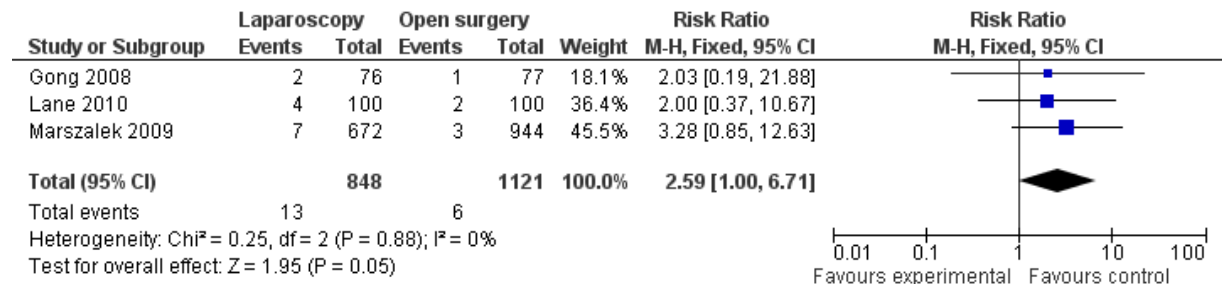 Laparoscopy Open surgery Risk Ratio Risk Ratio
Study or Subgroup Events Total Events Total Weight M-H, Fixed, 95% CI M-H, Fixed, 95% CI
Gong 2008 2 76 1 77 18.1% 2.03 [0.19, 21.88]
Lane 2010 4 100 2 100 36.4% 2.00 [0.37, 10.67]
Marszalek 2009 7 672 3 944 45.5% 3.28 [0.85, 12.63]
Total (95% CI) 848 1121 100.0% 2.59 [1.00, 6.71]
Total events 13 6
Heterogeneity: Chi² = 0.25, df = 2 (P = 0.88); I² = 0%
Test for overall effect: Z = 1.95 (P = 0.05)
0.01 0.1 1 10 100
Favours experimental Favours control